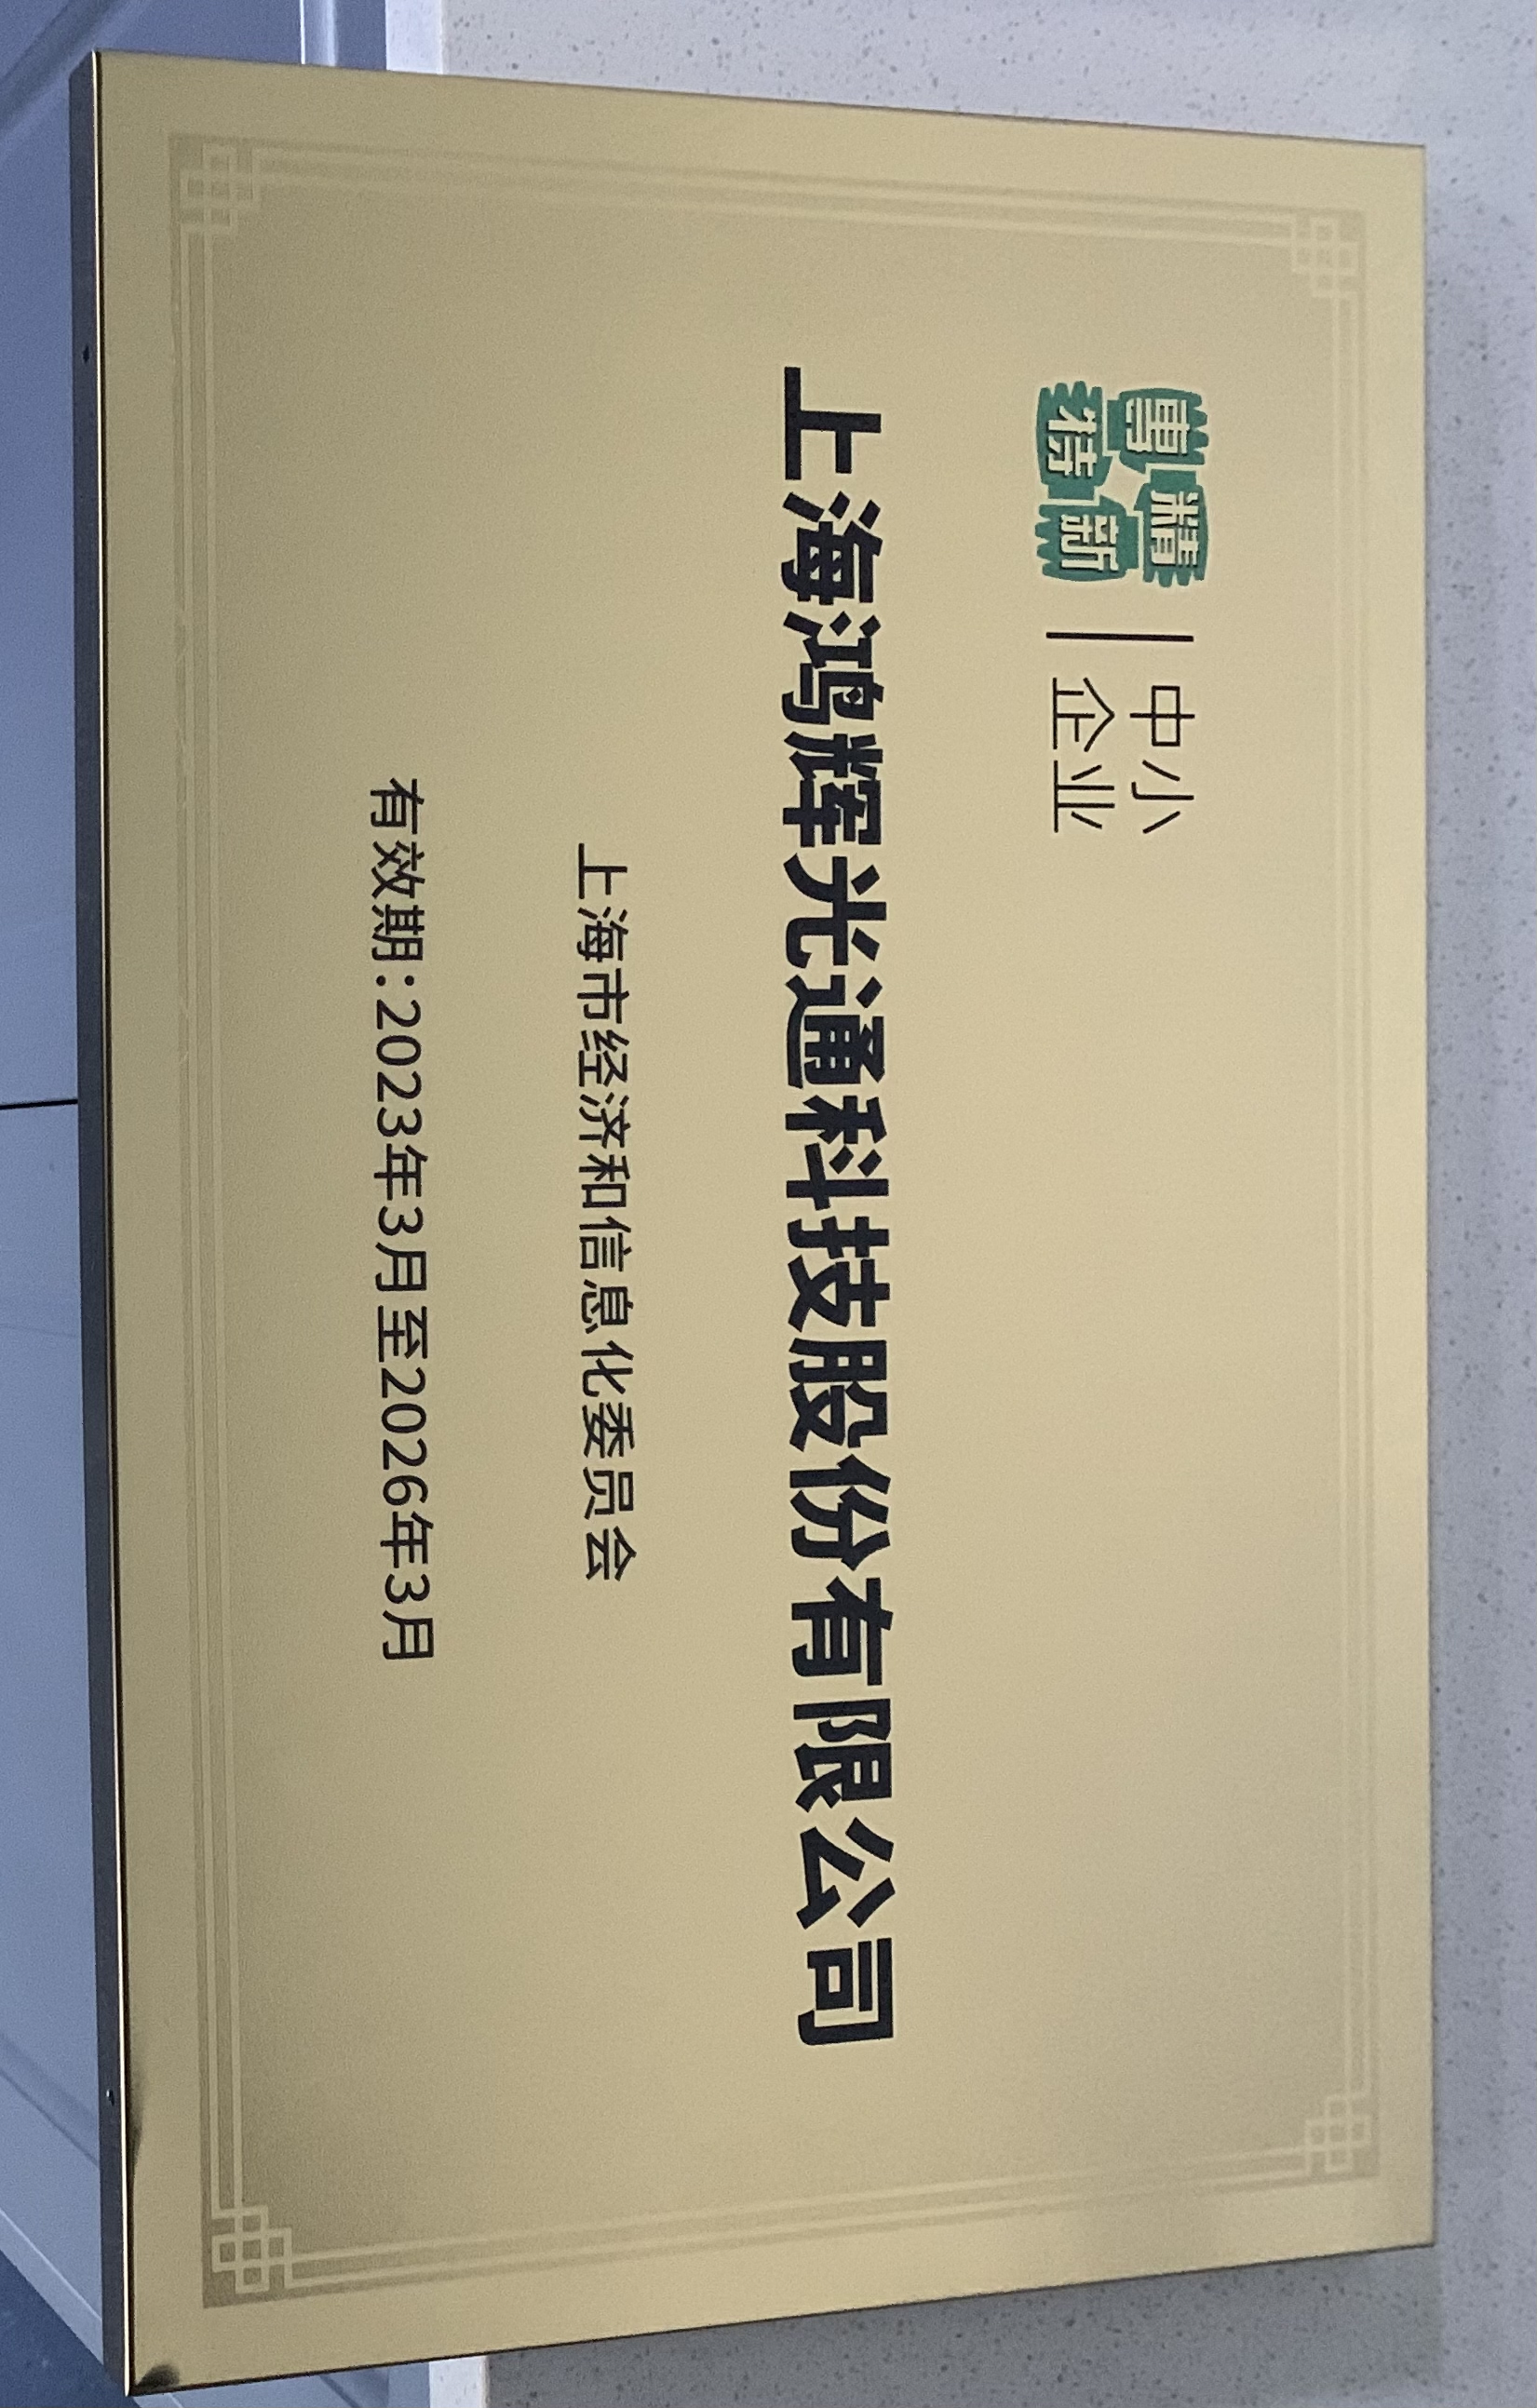 專精
特新
中小
企业
上海鸿辉光通科技股份有限公司
上海市经济和信息化委员会
有效期:2023年3月至2026年3月